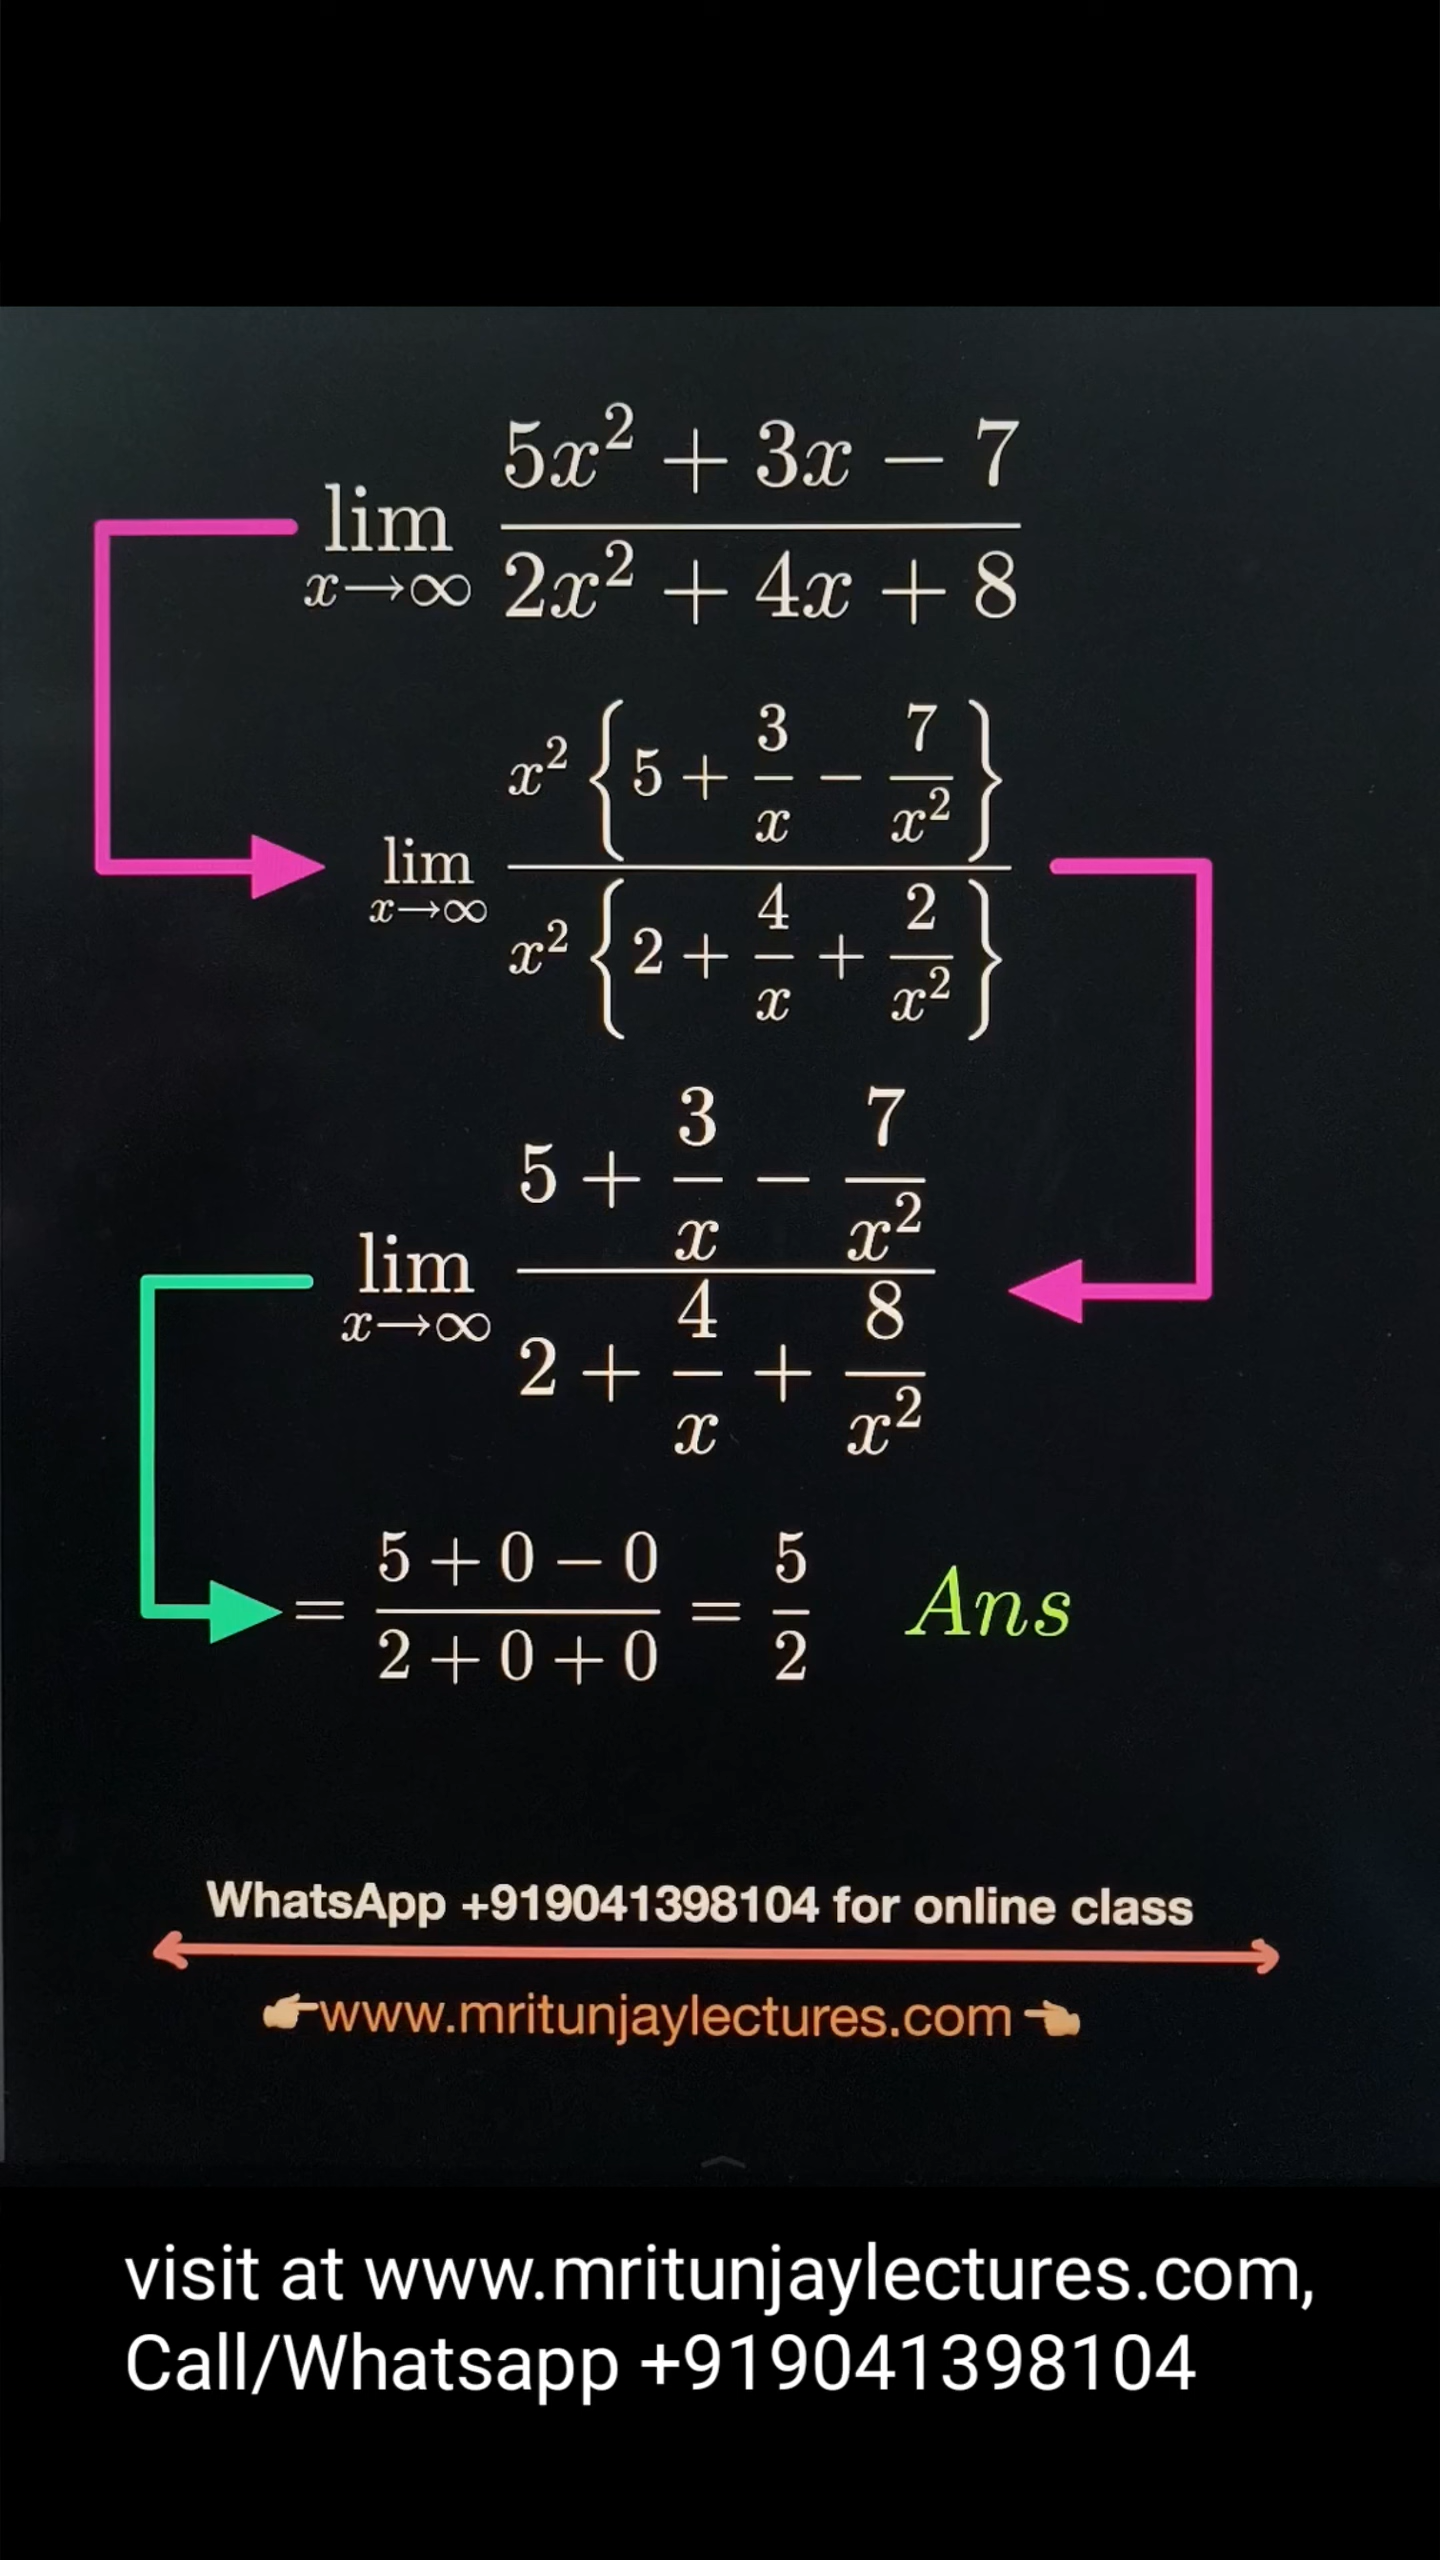 lim x→∞ (5x² + 3x − 7) / (2x² + 4x + 8)
lim x→∞ x² {5 + 3/x − 7/x²} / x² {2 + 4/x + 2/x²}
lim x→∞ (5 + 3/x − 7/x²) / (2 + 4/x + 8/x²)
= (5 + 0 − 0) / (2 + 0 + 0) = 5/2 Ans
WhatsApp +919041398104 for online class
👉www.mritunjaylectures.com👈
visit at www.mritunjaylectures.com,
Call/Whatsapp +919041398104